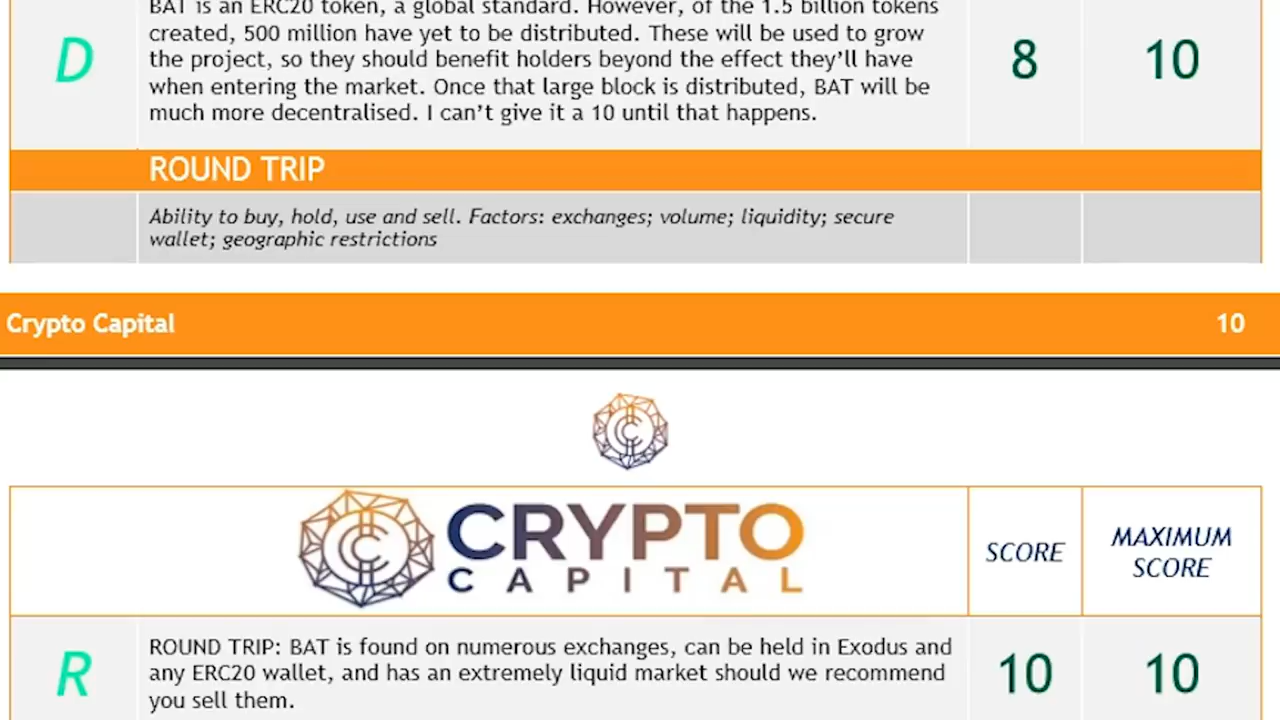 BAT is an ERC20 token, a global standard. However, of the 1.5 billion tokens
created, 500 million have yet to be distributed. These will be used to grow
the project, so they should benefit holders beyond the effect they'll have
when entering the market. Once that large block is distributed, BAT will be
much more decentralised. I can't give it a 10 until that happens.
D
8
10
ROUND TRIP
Ability to buy, hold, use and sell. Factors: exchanges; volume; liquidity; secure
wallet; geographic restrictions
Crypto Capital
10
CRYPTO
CAPITAL
SCORE
MAXIMUM
SCORE
R
ROUND TRIP: BAT is found on numerous exchanges, can be held in Exodus and
any ERC20 wallet, and has an extremely liquid market should we recommend
you sell them.
10
10